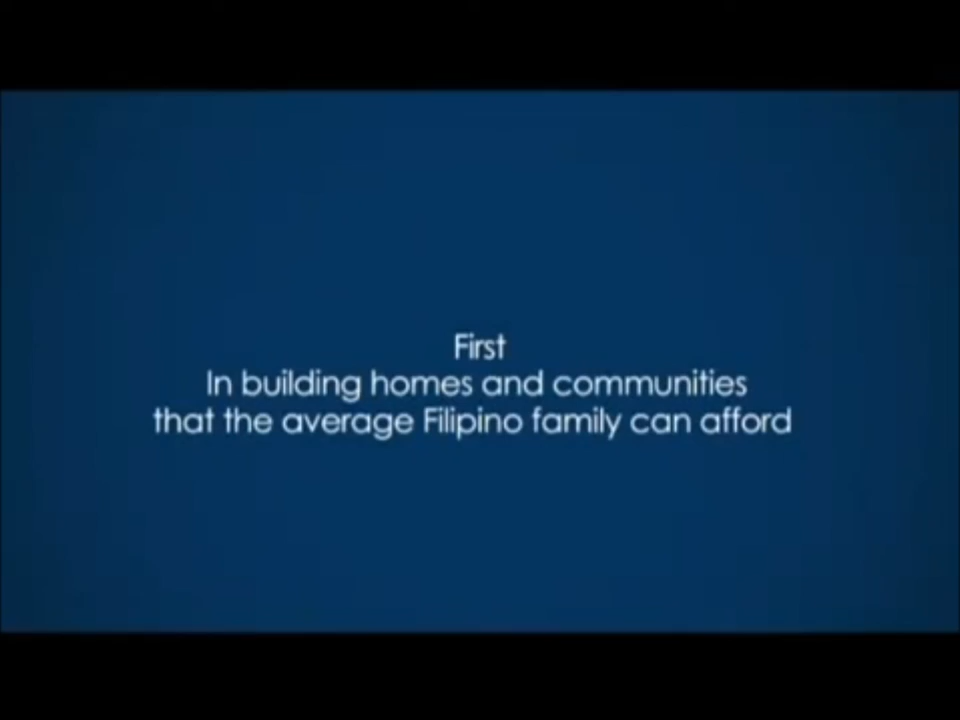 First
In building homes and communities
that the average Filipino family can afford